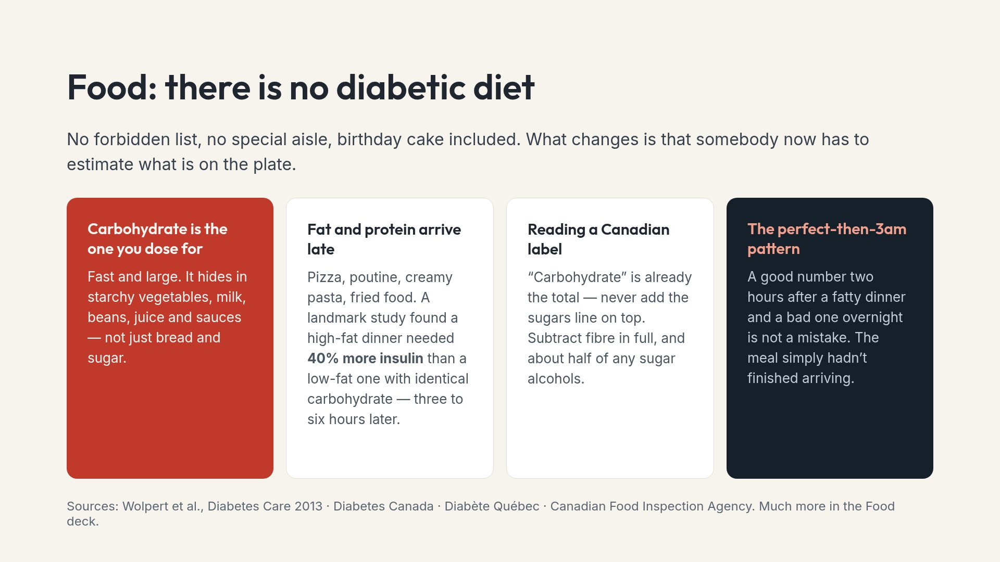 Food: there is no diabetic diet
No forbidden list, no special aisle, birthday cake included. What changes is that somebody now has to
estimate what is on the plate.
Carbohydrate is the
one you dose for
Fast and large. It hides in
starchy vegetables, milk,
beans, juice and sauces
— not just bread and
sugar.
Fat and protein arrive
late
Pizza, poutine, creamy
pasta, fried food. A
landmark study found a
high-fat dinner needed
40% more insulin than a
low-fat one with identical
carbohydrate — three to
six hours later.
Reading a Canadian
label
“Carbohydrate” is already
the total — never add the
sugars line on top.
Subtract fibre in full, and
about half of any sugar
alcohols.
The perfect-then-3am
pattern
A good number two
hours after a fatty dinner
and a bad one overnight
is not a mistake. The
meal simply hadn’t
finished arriving.
Sources: Wolpert et al., Diabetes Care 2013 · Diabetes Canada · Diabète Québec · Canadian Food Inspection Agency. Much more in the Food
deck.